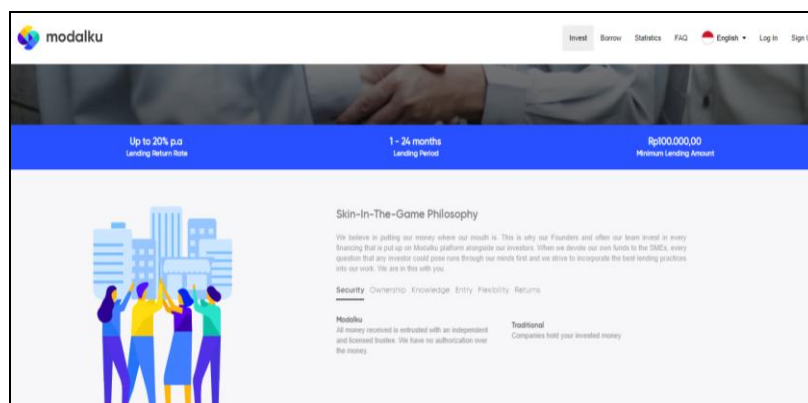 modalku
Invest Borrow Statistics FAQ English Log In Sign U
Up to 20% p.a 1 - 24 months Rp100.000,00
Lending Return Rate Lending Period Minimum Lending Amount
Skin-In-The-Game Philosophy
We believe in putting our money where our mouth is. This is why our Founders and often our team invest in every
financing that is put up on Modalku platform alongside our investors. When we devote our own funds to the SMEs, every
question that any investor could pose runs through our minds first and we strive to incorporate the best lending practices
into our work. We are in this with you.
Security Ownership Knowledge Entry Flexibility Returns
Modalku
All money received is entrusted with an independent
and licensed trustee. We have no authorization over
the money.
Traditional
Companies hold your invested money